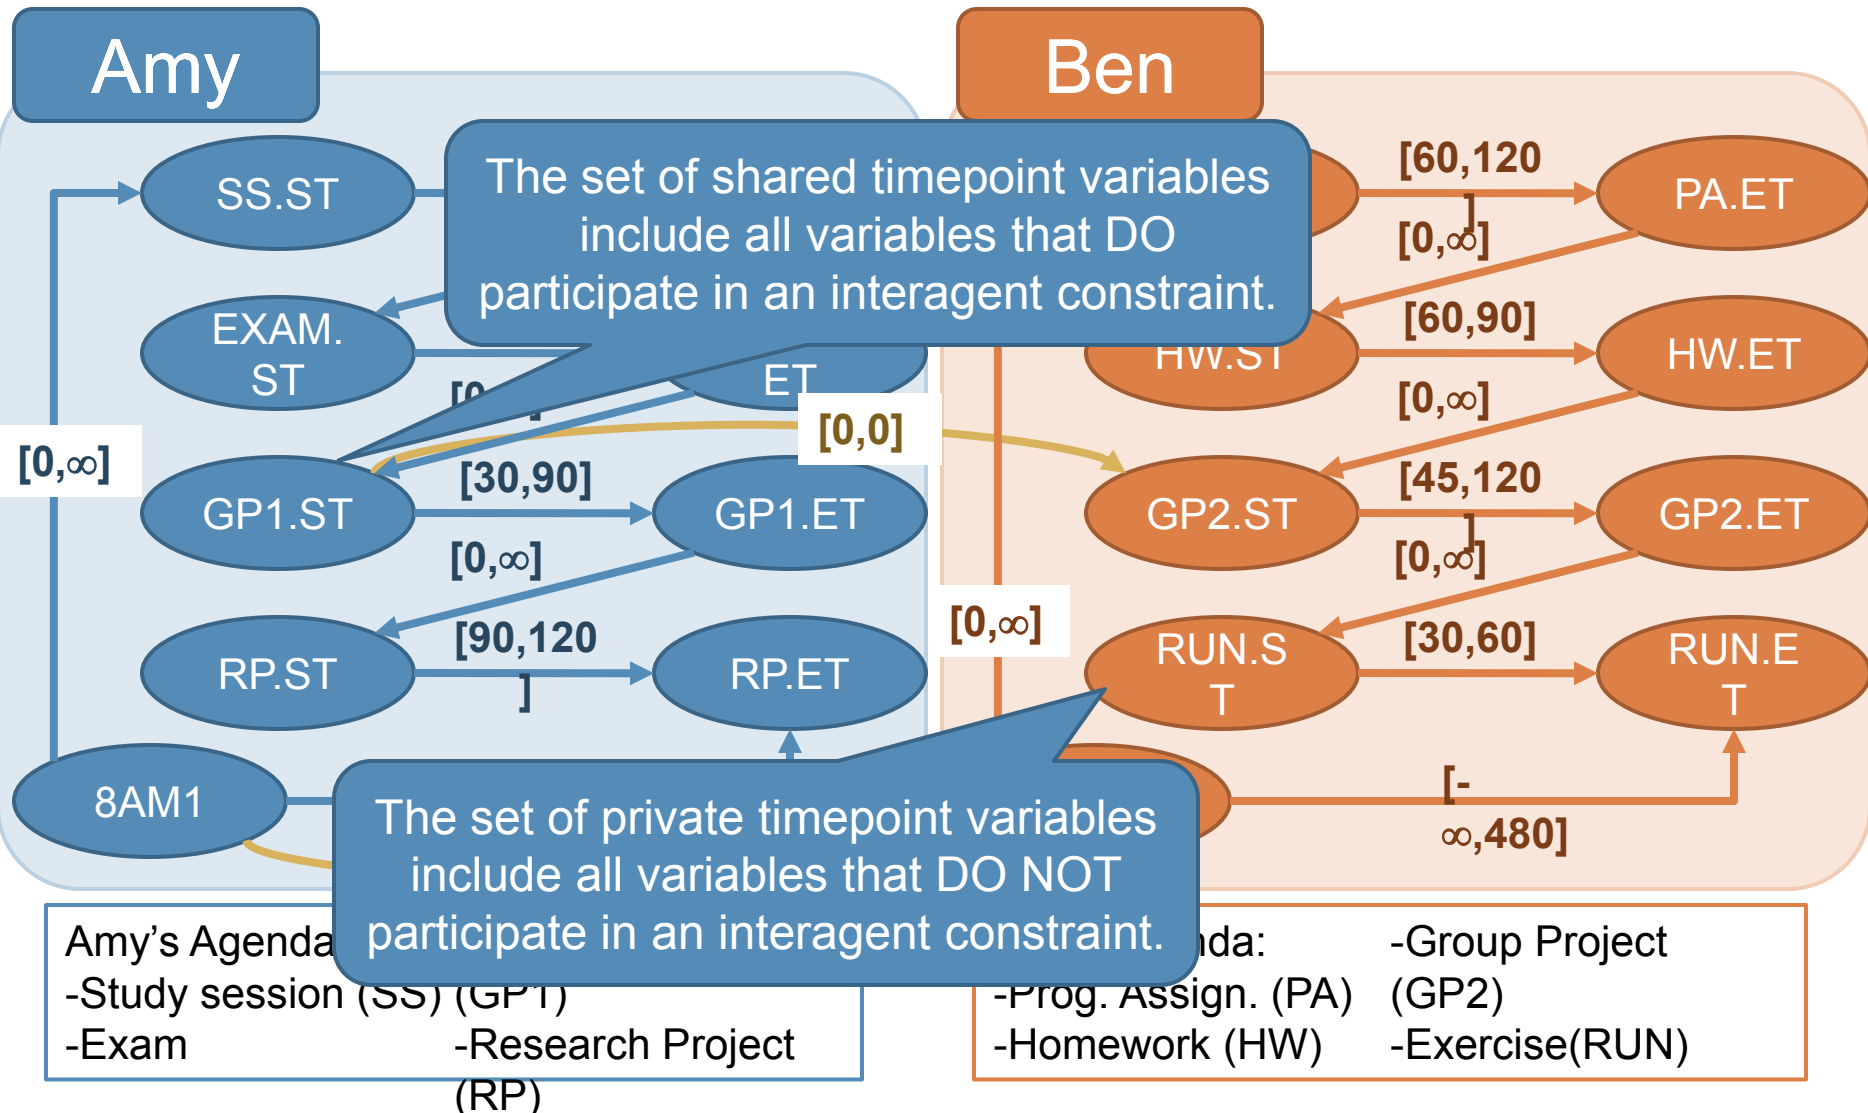 Amy
Ben
The set of shared timepoint variables
include all variables that DO
participate in an interagent constraint.
SS.ST
[60,120
]
PA.ET
[0,∞]
EXAM.
ST
ET
HW.ST
[60,90]
HW.ET
[0,∞]
[0,0]
[0,∞]
GP1.ST
[30,90]
GP1.ET
GP2.ST
[45,120
]
GP2.ET
[0,∞]
[0,∞]
[0,∞]
RP.ST
[90,120
]
RP.ET
RUN.S
T
[30,60]
RUN.E
T
8AM1
[-
∞,480]
The set of private timepoint variables
include all variables that DO NOT
participate in an interagent constraint.
Amy’s Agenda
-Study session (SS) (GP1)
-Exam -Research Project
(RP)
nda: -Group Project
-Prog. Assign. (PA) (GP2)
-Homework (HW) -Exercise(RUN)